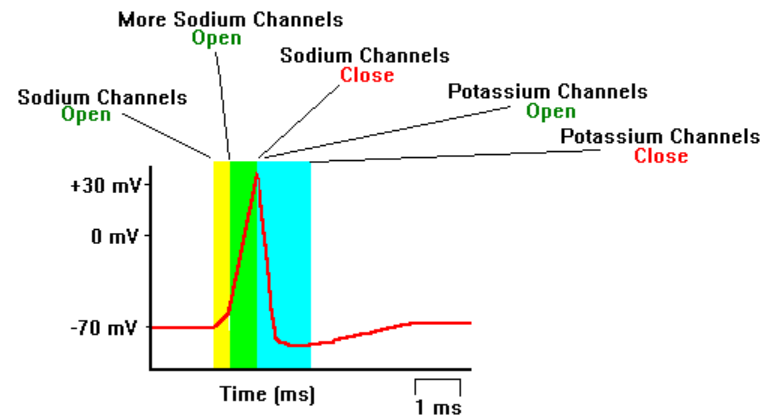 More Sodium Channels
Open
Sodium Channels
Close
Sodium Channels
Open
Potassium Channels
Open
Potassium Channels
Close
+30 mV
0 mV
-70 mV
Time (ms)
1 ms